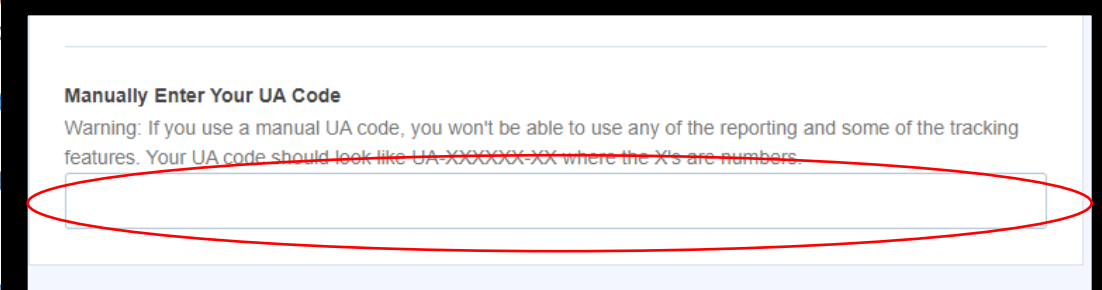 Manually Enter Your UA Code
Warning: If you use a manual UA code, you won't be able to use any of the reporting and some of the tracking
features. Your UA code should look like UA-XXXXXX-XX where the X's are numbers.